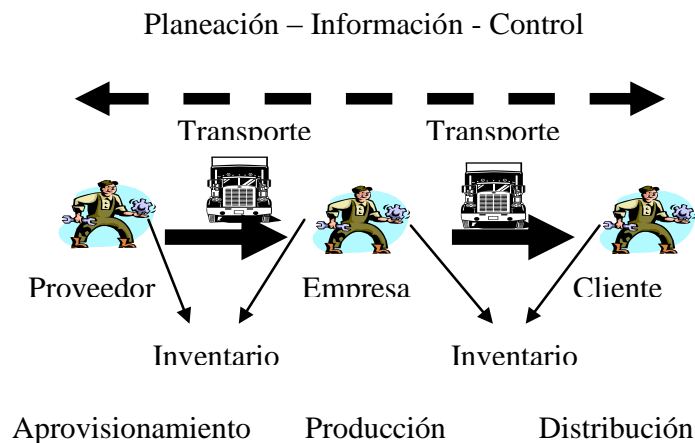 Planeación – Información - Control
Transporte Transporte
Proveedor Empresa Cliente
Inventario Inventario
Aprovisionamiento Producción Distribución